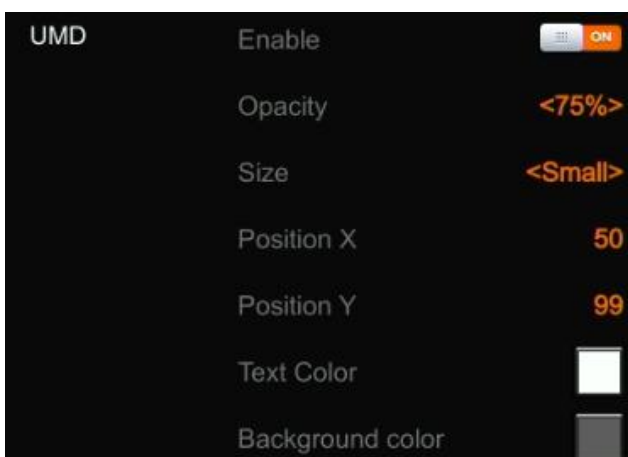 UMD Enable ON
Opacity <75%>
Size <Small>
Position X 50
Position Y 99
Text Color
Background color